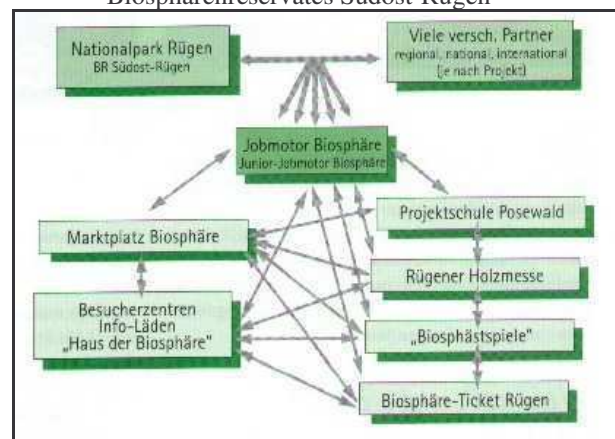 Biosphärenreservates Südost-Rügen
Nationalpark Rügen
BR Südost-Rügen
Viele versch. Partner
regional, national, international
(je nach Projekt)
Jobmotor Biosphäre
Junior-Jobmotor Biosphäre
Projektschule Posewald
Marktplatz Biosphäre
Rügener Holzmesse
Besucherzentren
Info-Läden
„Haus der Biosphäre"
„Biosphästspiele"
Biosphäre-Ticket Rügen